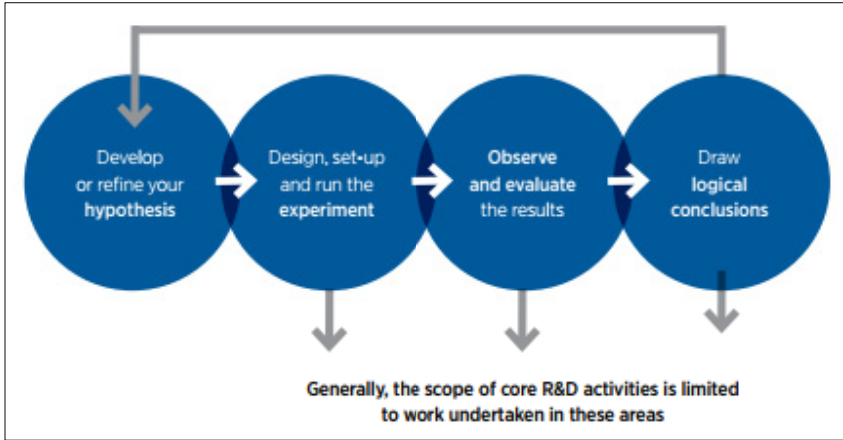 Develop
or refine your
hypothesis
Design, set-up
and run the
experiment
Observe
and evaluate
the results
Draw
logical
conclusions
Generally, the scope of core R&D activities is limited
to work undertaken in these areas